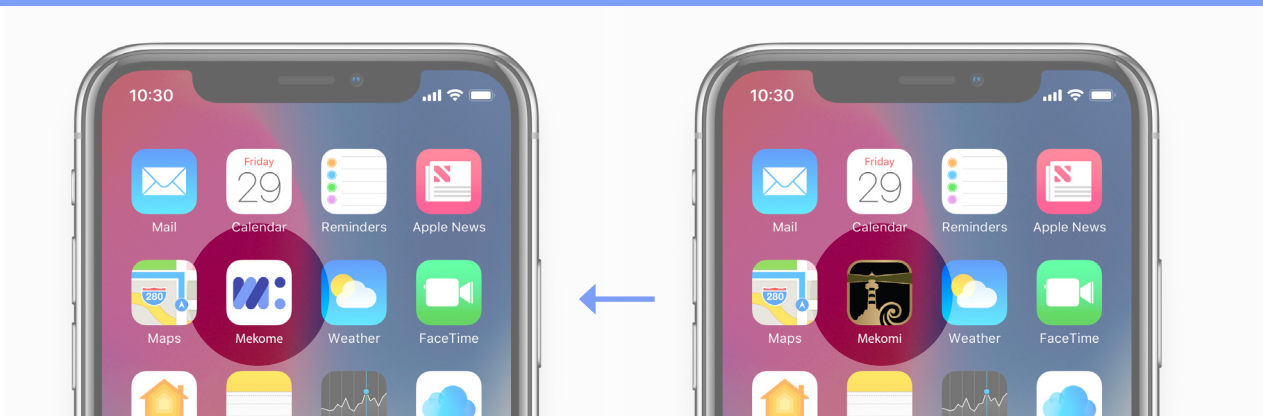 10:30
Friday
29
Mail
Calendar
Reminders
Apple News
280
Mekome
Maps
Weather
FaceTime
10:30
Friday
29
Mail
Calendar
Reminders
Apple News
280
Maps
Mekomi
Weather
FaceTime